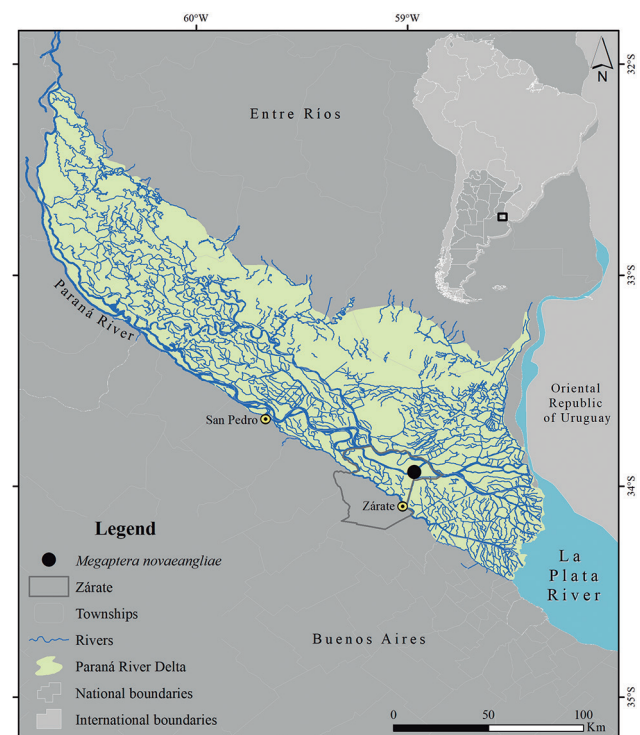 60°W
59°W
32°S
N
Entre Ríos
33°S
Paraná River
Oriental
Republic
of Uruguay
San Pedro
34°S
Zárate
La
Plata
River
Buenos Aires
Legend
Megaptera novaeangliae
Zárate
Townships
Rivers
Paraná River Delta
National boundaries
International boundaries
35°S
0 50 100
Km